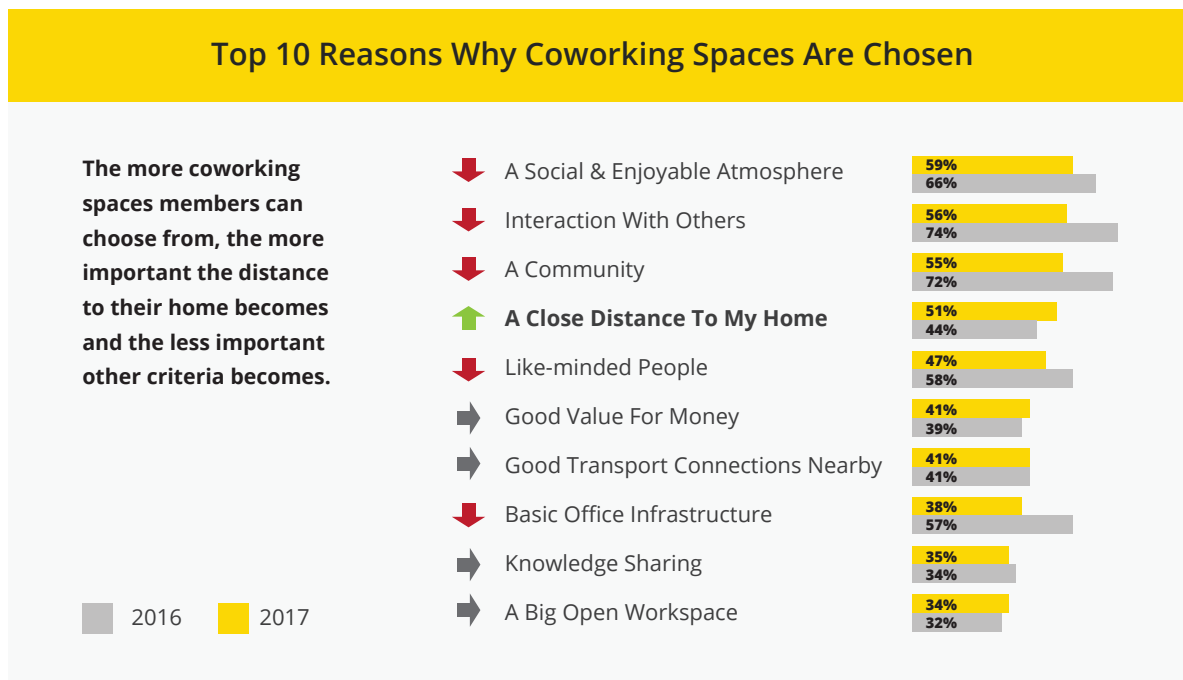 Top 10 Reasons Why Coworking Spaces Are Chosen
The more coworking
spaces members can
choose from, the more
important the distance
to their home becomes
and the less important
other criteria becomes.
A Social & Enjoyable Atmosphere
59%
66%
Interaction With Others
56%
74%
A Community
55%
72%
A Close Distance To My Home
51%
44%
Like-minded People
47%
58%
Good Value For Money
41%
39%
Good Transport Connections Nearby
41%
41%
Basic Office Infrastructure
38%
57%
Knowledge Sharing
35%
34%
A Big Open Workspace
34%
32%
2016
2017